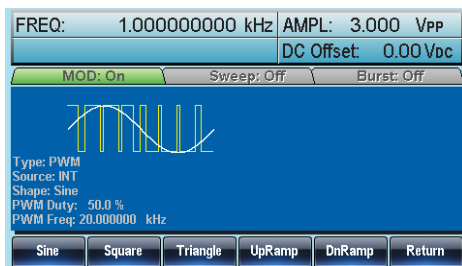 FREQ: 1.000000000 kHz AMPL: 3.000 VPP
DC Offset: 0.00 VDC
MOD: On Sweep: Off Burst: Off
Type: PWM
Source: INT
Shape: Sine
PWM Duty: 50.0 %
PWM Freq: 20.000000 kHz
Sine Square Triangle UpRamp DnRamp Return